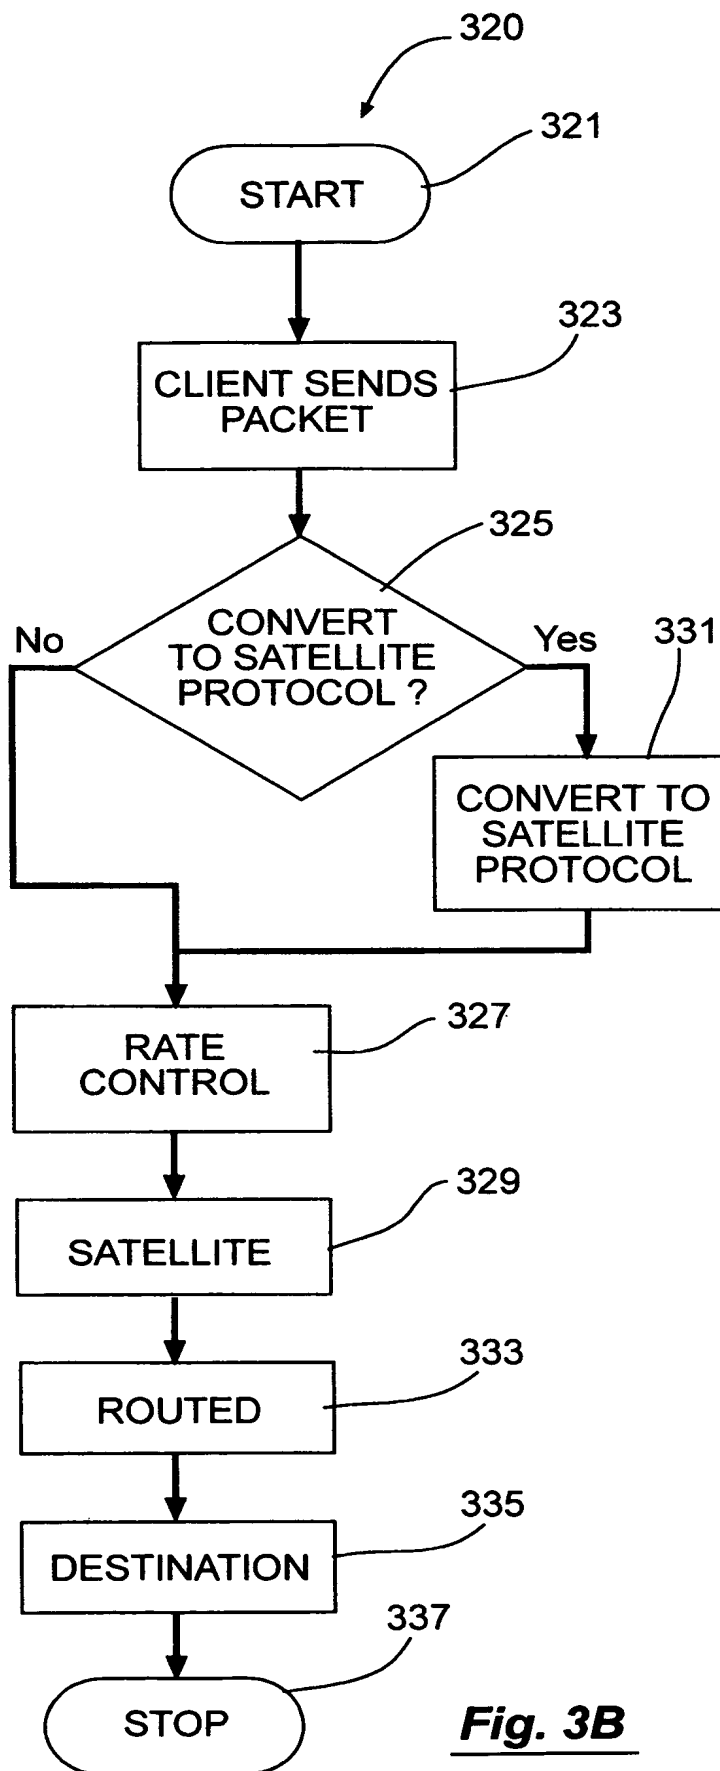 320
321
START
323
CLIENT SENDS
PACKET
325
CONVERT
TO SATELLITE
PROTOCOL ?
No
Yes
331
CONVERT TO
SATELLITE
PROTOCOL
327
RATE
CONTROL
329
SATELLITE
333
ROUTED
335
DESTINATION
337
STOP
Fig. 3B